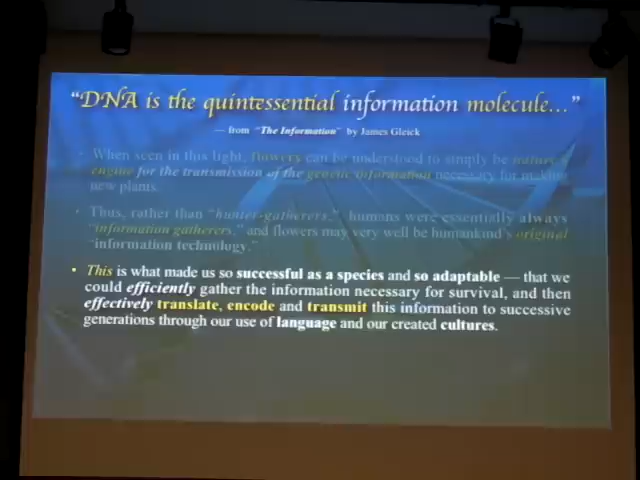 “DNA is the quintessential information molecule...”
— from “The Information” by James Gleick
• When seen in this light, flowers can be understood to simply be nature's
engine for the transmission of the genetic information necessary for making
new plants.
• Thus, rather than “hunter-gatherers,” humans were essentially always
“information gatherers,” and flowers may very well be humankind's original
“information technology.”
• This is what made us so successful as a species and so adaptable — that we
could efficiently gather the information necessary for survival, and then
effectively translate, encode and transmit this information to successive
generations through our use of language and our created cultures.